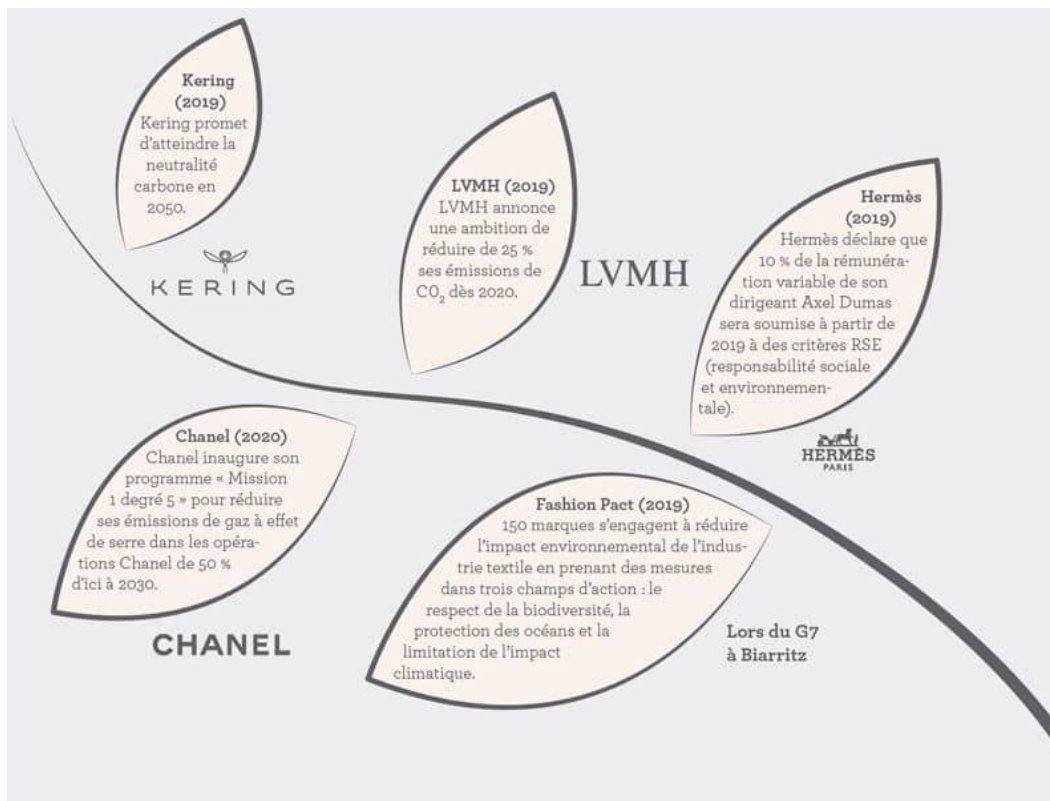 Kering
(2019)
Kering promet
d'atteindre la
neutralité
carbone en
2050.
KERING
LVMH (2019)
LVMH annonce
une ambition de
réduire de 25 %
ses émissions de
CO₂ dès 2020.
LVMH
Hermès
(2019)
Hermès déclare que
10 % de la rémunéra-
tion variable de son
dirigeant Axel Dumas
sera soumise à partir de
2019 à des critères RSE
(responsabilité sociale
et environnemen-
tale).
HERMÈS
PARIS
Chanel (2020)
Chanel inaugure son
programme « Mission
1 degré 5 » pour réduire
ses émissions de gaz à effet
de serre dans les opéra-
tions Chanel de 50 %
d'ici à 2030.
CHANEL
Fashion Pact (2019)
150 marques s'engagent à réduire
l'impact environnemental de l'indus-
trie textile en prenant des mesures
dans trois champs d'action : le
respect de la biodiversité, la
protection des océans et la
limitation de l'impact
climatique.
Lors du G7
à Biarritz